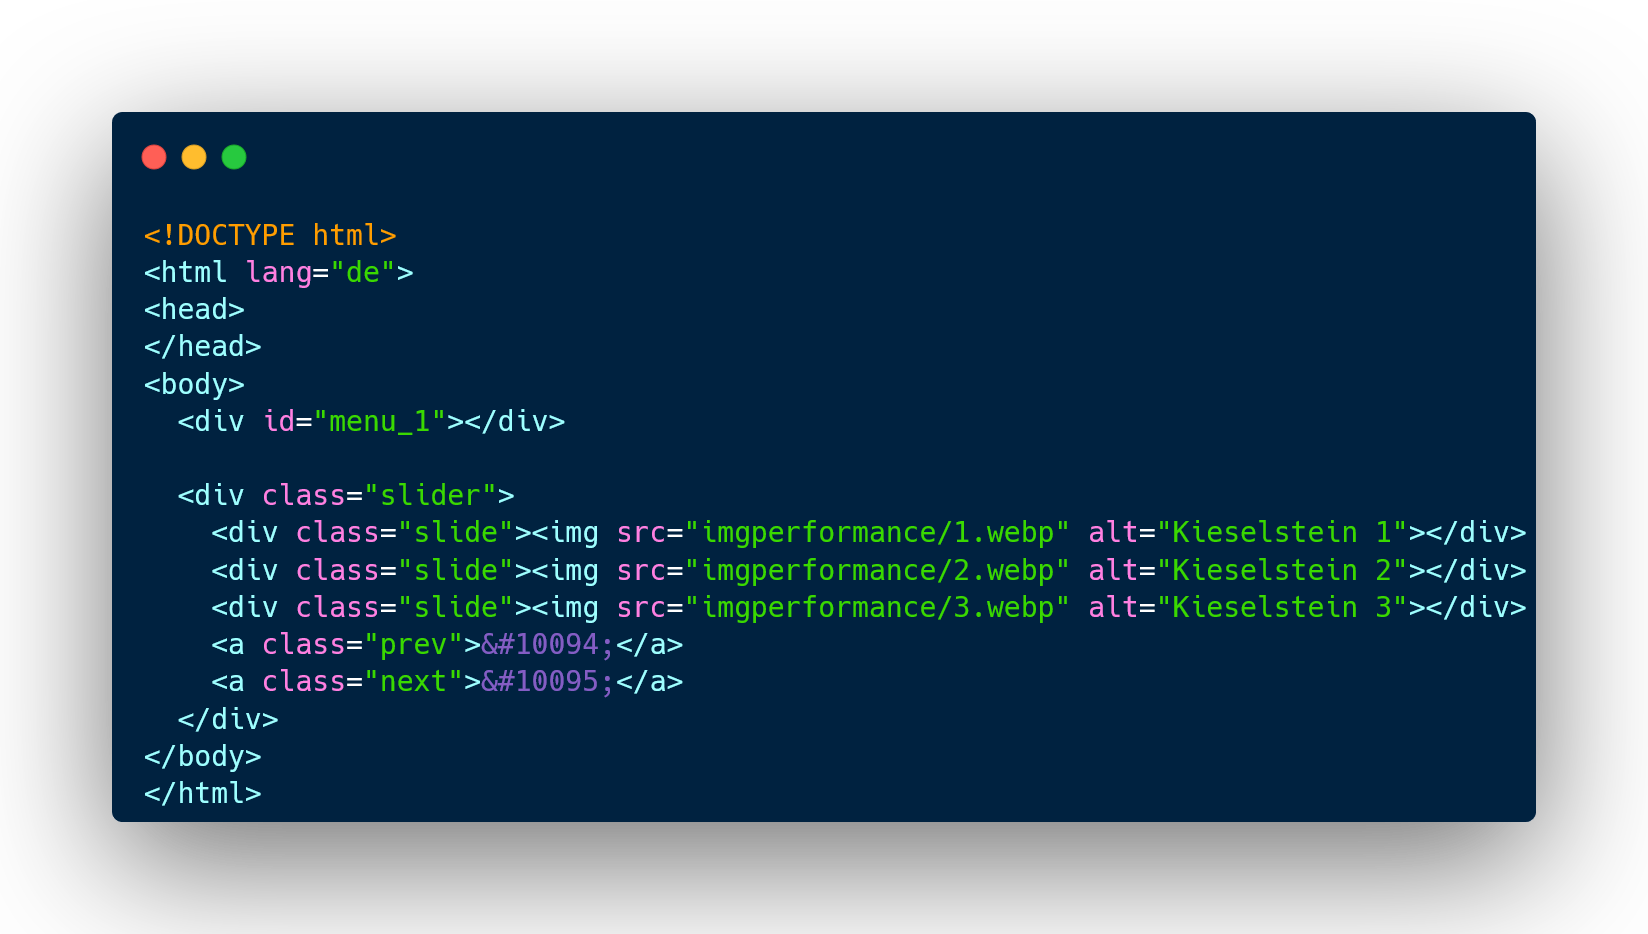 <!DOCTYPE html>
<html lang="de">
<head>
</head>
<body>
  <div id="menu_1"></div>

  <div class="slider">
    <div class="slide"><img src="imgperformance/1.webp" alt="Kieselstein 1"></div>
    <div class="slide"><img src="imgperformance/2.webp" alt="Kieselstein 2"></div>
    <div class="slide"><img src="imgperformance/3.webp" alt="Kieselstein 3"></div>
    <a class="prev">&#10094;</a>
    <a class="next">&#10095;</a>
  </div>
</body>
</html>